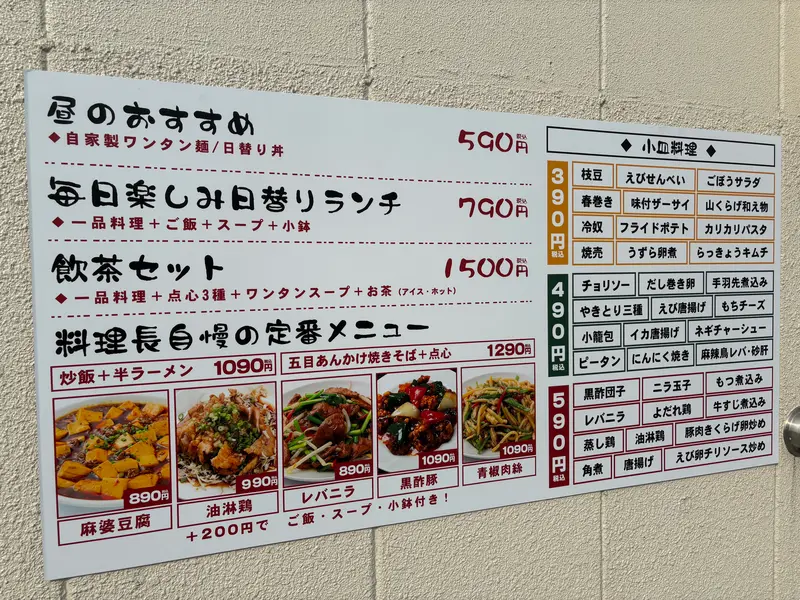 昼のおすすめ 590円 税込
◆自家製ワンタン麺/日替り丼
毎日楽しみ日替りランチ 790円 税込
◆一品料理＋ご飯＋スープ＋小鉢
飲茶セット 1500円 税込
◆一品料理＋点心3種＋ワンタンスープ＋お茶（アイス・ホット）
料理長自慢の定番メニュー
炒飯＋半ラーメン 1090円 税込
五目あんかけ焼きそば＋点心 1290円 税込
890円
麻婆豆腐
990円
油淋鶏
890円
レバニラ
1090円
黒酢豚
1090円
青椒肉絲
＋200円で ご飯・スープ・小鉢付き！
◆ 小皿料理 ◆
390円 税込
枝豆 えびせんべい ごぼうサラダ
春巻き 味付ザーサイ 山くらげ和え物
冷奴 フライドポテト カリカリパスタ
焼売 うずら卵煮 らっきょうキムチ
490円 税込
チョリソー だし巻き卵 手羽先煮込み
やきとり三種 えび唐揚げ もちチーズ
小籠包 イカ唐揚げ ネギチャーシュー
ピータン にんにく焼き 麻辣鳥レバ・砂肝
590円 税込
黒酢団子 ニラ玉子 もつ煮込み
レバニラ よだれ鶏 牛すじ煮込み
蒸し鶏 油淋鶏 豚肉きくらげ卵炒め
角煮 唐揚げ えび卵チリソース炒め